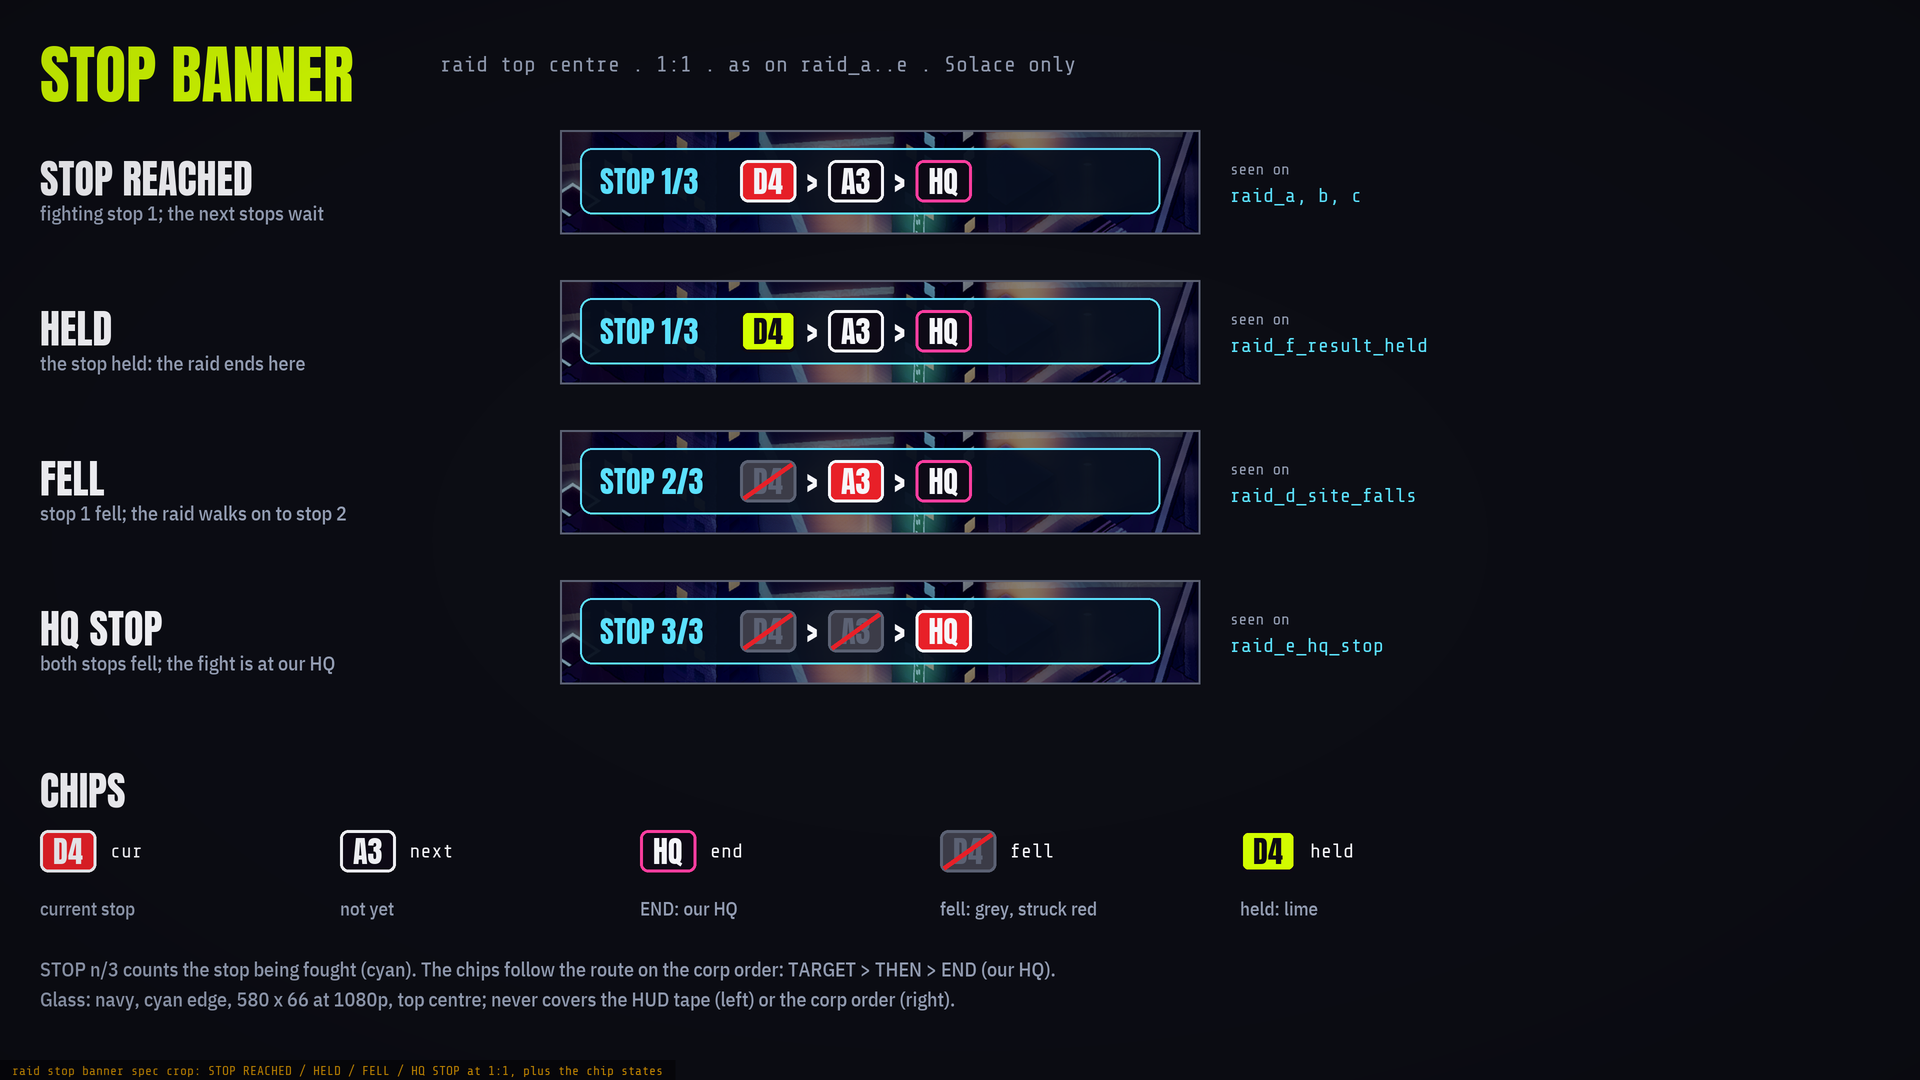 STOP BANNER
raid top centre . 1:1 . as on raid_a..e . Solace only
STOP REACHED
fighting stop 1; the next stops wait
STOP 1/3 D4 > A3 > HQ
seen on
raid_a, b, c
HELD
the stop held: the raid ends here
STOP 1/3 D4 > A3 > HQ
seen on
raid_f_result_held
FELL
stop 1 fell; the raid walks on to stop 2
STOP 2/3 D4 > A3 > HQ
seen on
raid_d_site_falls
HQ STOP
both stops fell; the fight is at our HQ
STOP 3/3 D4 > A3 > HQ
seen on
raid_e_hq_stop
CHIPS
D4 cur
A3 next
HQ end
D4 fell
D4 held
current stop
not yet
END: our HQ
fell: grey, struck red
held: lime
STOP n/3 counts the stop being fought (cyan). The chips follow the route on the corp order: TARGET > THEN > END (our HQ).
Glass: navy, cyan edge, 580 x 66 at 1080p, top centre; never covers the HUD tape (left) or the corp order (right).
raid stop banner spec crop: STOP REACHED / HELD / FELL / HQ STOP at 1:1, plus the chip states